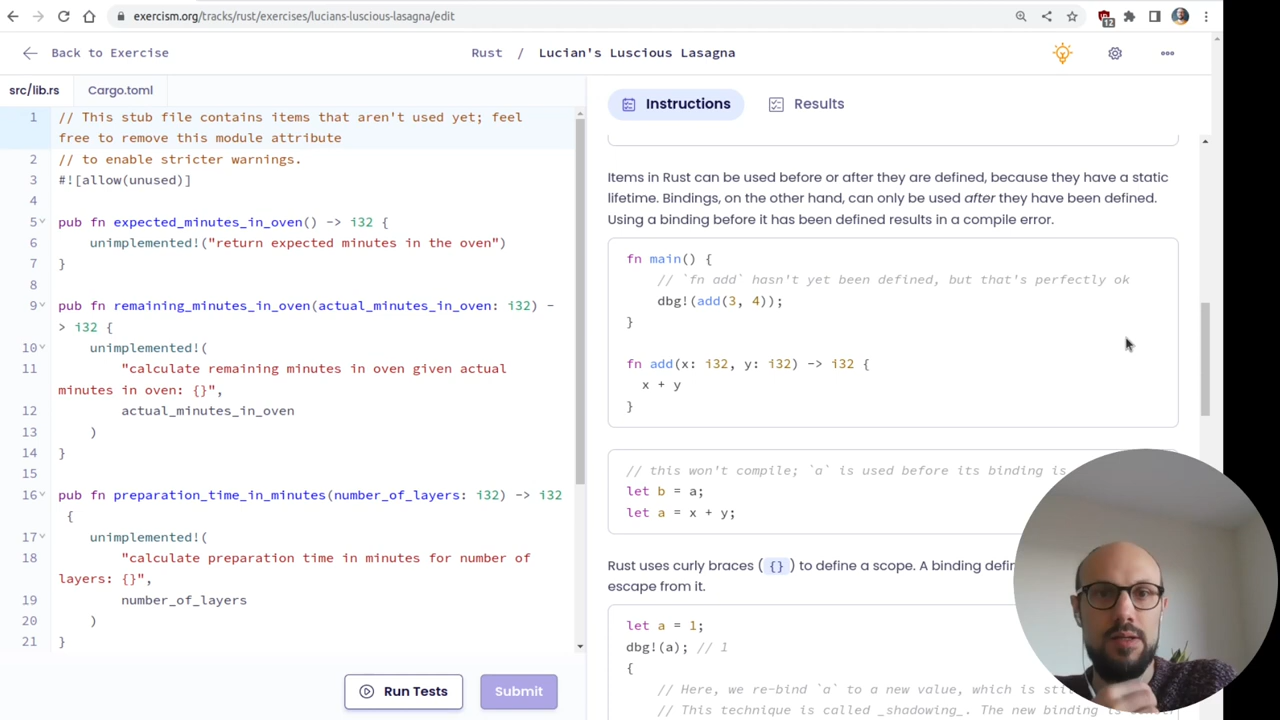 exercism.org/tracks/rust/exercises/lucians-luscious-lasagna/edit
12
Back to Exercise
Rust / Lucian's Luscious Lasagna
src/lib.rs
Cargo.toml
1 // This stub file contains items that aren't used yet; feel
free to remove this module attribute
2 // to enable stricter warnings.
3 #![allow(unused)]
4
5 pub fn expected_minutes_in_oven() -> i32 {
6 unimplemented!("return expected minutes in the oven")
7 }
8
9 pub fn remaining_minutes_in_oven(actual_minutes_in_oven: i32) -
> i32 {
10 unimplemented!(
11 "calculate remaining minutes in oven given actual
minutes in oven: {}",
12 actual_minutes_in_oven
13 )
14 }
15
16 pub fn preparation_time_in_minutes(number_of_layers: i32) -> i32
{
17 unimplemented!(
18 "calculate preparation time in minutes for number of
layers: {}",
19 number_of_layers
20 )
21 }
Run Tests
Submit
Instructions
Results
Items in Rust can be used before or after they are defined, because they have a static
lifetime. Bindings, on the other hand, can only be used after they have been defined.
Using a binding before it has been defined results in a compile error.
fn main() {
// `fn add` hasn't yet been defined, but that's perfectly ok
dbg!(add(3, 4));
}
fn add(x: i32, y: i32) -> i32 {
x + y
}
// this won't compile; `a` is used before its binding is
let b = a;
let a = x + y;
Rust uses curly braces ( {} ) to define a scope. A binding defin
escape from it.
let a = 1;
dbg!(a); // 1
{
// Here, we re-bind `a` to a new value, which is sti
// This technique is called _shadowing_. The new binding is